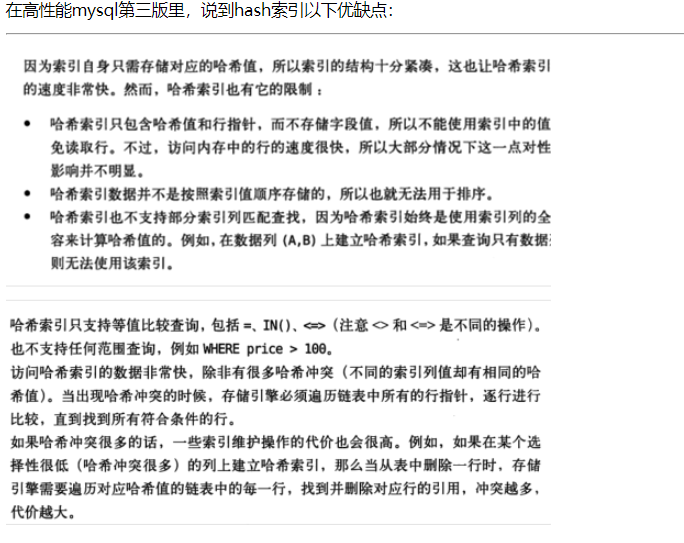 在高性能mysql第三版里，说到hash索引以下优缺点：
因为索引自身只需存储对应的哈希值，所以索引的结构十分紧凑，这也让哈希索引
的速度非常快。然而，哈希索引也有它的限制：
● 哈希索引只包含哈希值和行指针，而不存储字段值，所以不能使用索引中的值
免读取行。不过，访问内存中的行的速度很快，所以大部分情况下这一点对性
影响并不明显。
● 哈希索引数据并不是按照索引值顺序存储的，所以也就无法用于排序。
● 哈希索引也不支持部分索引列匹配查找，因为哈希索引始终是使用索引列的全
容来计算哈希值的。例如，在数据列 (A,B) 上建立哈希索引，如果查询只有数据
则无法使用该索引。
哈希索引只支持等值比较查询，包括 =、IN()、<=>（注意 <> 和 <=> 是不同的操作）。
也不支持任何范围查询，例如 WHERE price > 100。
访问哈希索引的数据非常快，除非有很多哈希冲突（不同的索引列值却有相同的哈
希值）。当出现哈希冲突的时候，存储引擎必须遍历链表中所有的行指针，逐行进行
比较，直到找到所有符合条件的行。
如果哈希冲突很多的话，一些索引维护操作的代价也会很高。例如，如果在某个选
择性很低（哈希冲突很多）的列上建立哈希索引，那么当从表中删除一行时，存储
引擎需要遍历对应哈希值的链表中的每一行，找到并删除对应行的引用，冲突越多，
代价越大。